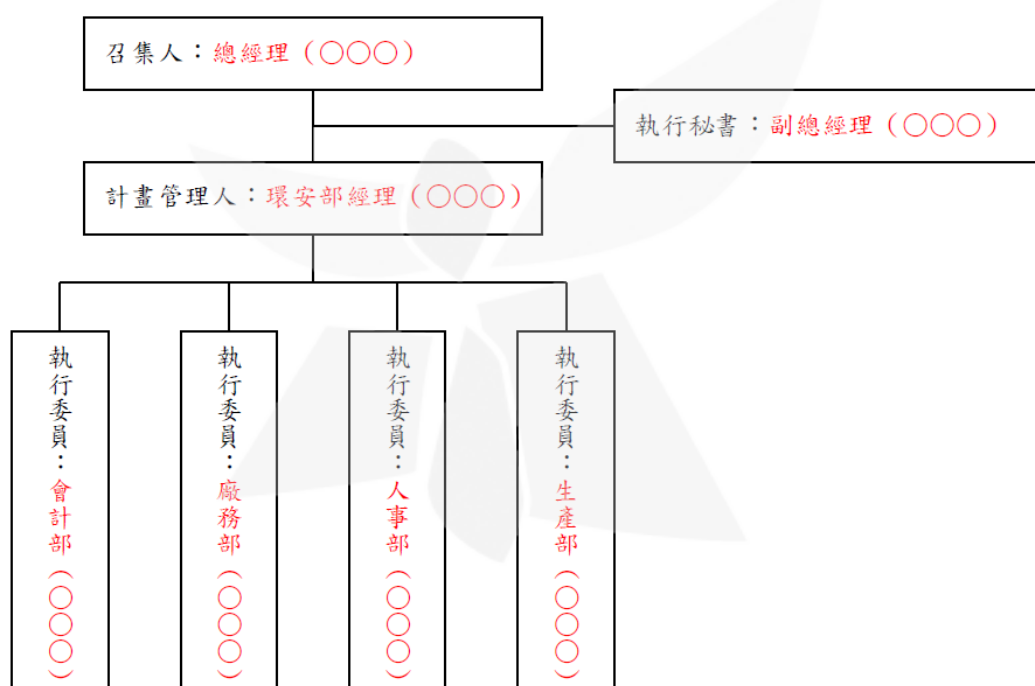 召集人：總經理（○○○）
執行秘書：副總經理（○○○）
計畫管理人：環安部經理（○○○）
執行委員：會計部（○○○）
執行委員：廠務部（○○○）
執行委員：人事部（○○○）
執行委員：生產部（○○○）